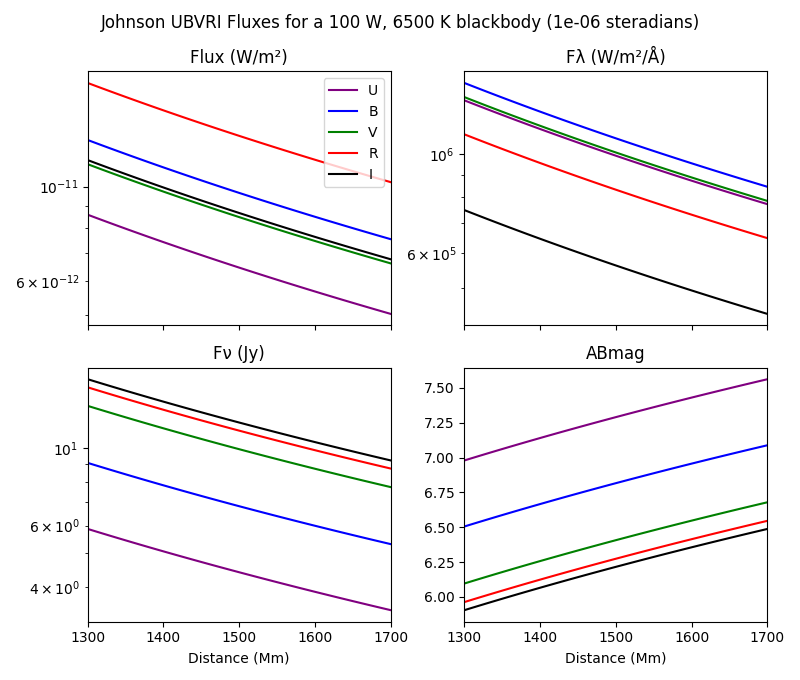 Johnson UBVRI Fluxes for a 100 W, 6500 K blackbody (1e-06 steradians)
Flux (W/m²)
Fλ (W/m²/Å)
U
B
V
R
I
10⁻¹¹
6 × 10⁻¹²
10⁶
6 × 10⁵
Fν (Jy)
ABmag
10¹
6 × 10⁰
4 × 10⁰
7.50
7.25
7.00
6.75
6.50
6.25
6.00
1300 1400 1500 1600 1700
1300 1400 1500 1600 1700
Distance (Mm)
Distance (Mm)